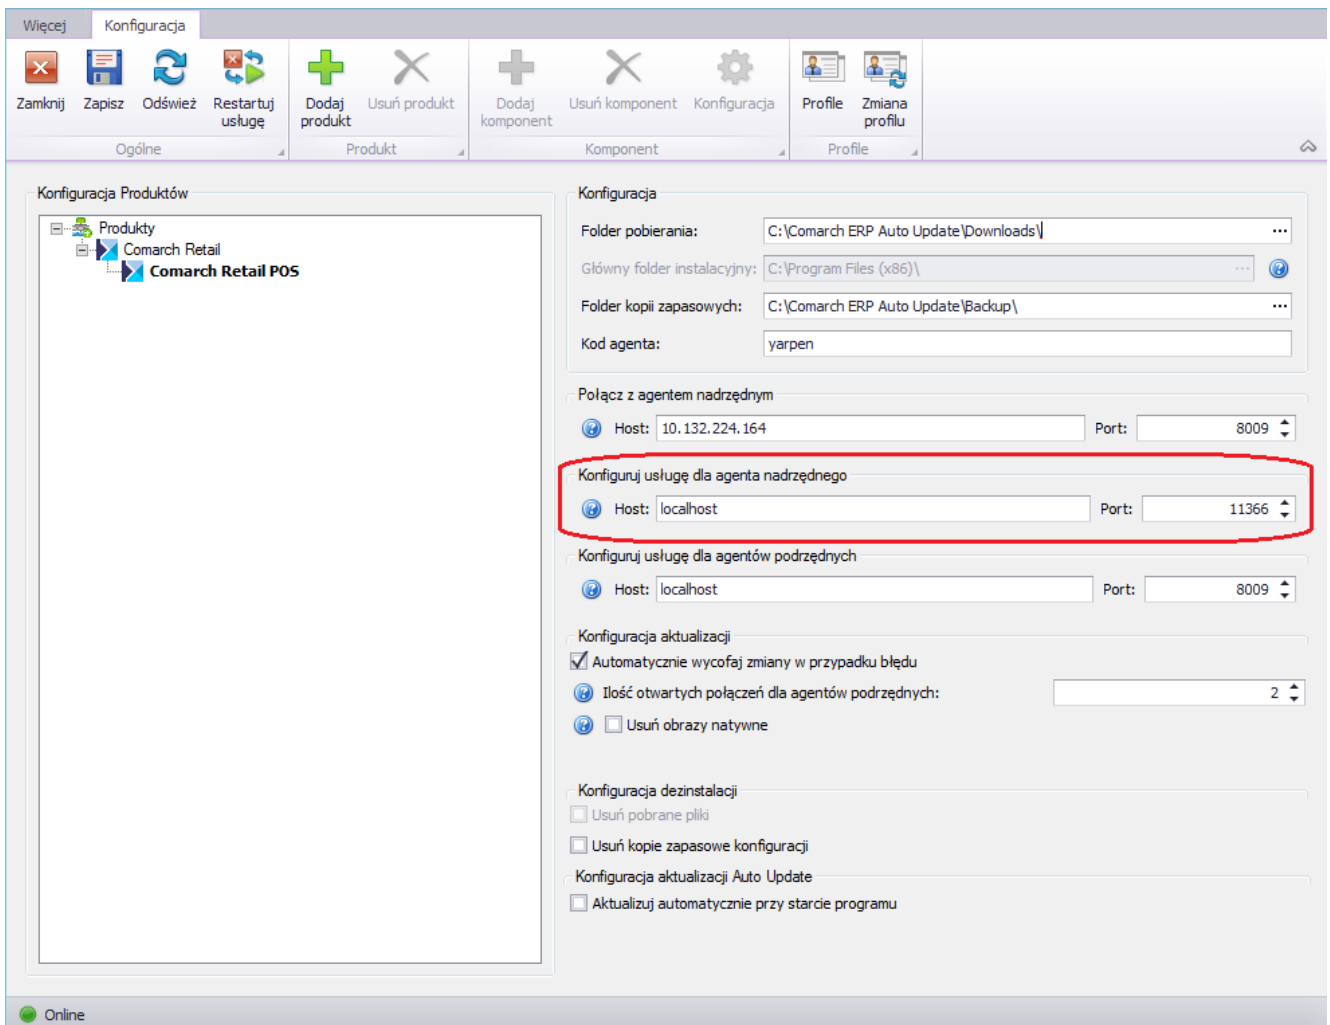 Więcej Konfiguracja
Zamknij Zapisz Odśwież Restartuj usługę Dodaj produkt Usuń produkt Dodaj komponent Usuń komponent Konfiguracja Profile Zmiana profilu
Ogólne Produkt Komponent Profile
Konfiguracja Produktów
Produkty
Comarch Retail
Comarch Retail POS
Konfiguracja
Folder pobierania: C:\Comarch ERP Auto Update\Downloads\ ...
Główny folder instalacyjny: C:\Program Files (x86)\ ...
Folder kopii zapasowych: C:\Comarch ERP Auto Update\Backup\ ...
Kod agenta: yarpen
Połącz z agentem nadrzędnym
Host: 10.132.224.164 Port: 8009
Konfiguruj usługę dla agenta nadrzędnego
Host: localhost Port: 11366
Konfiguruj usługę dla agentów podrzędnych
Host: localhost Port: 8009
Konfiguracja aktualizacji
Automatycznie wycofaj zmiany w przypadku błędu
Ilość otwartych połączeń dla agentów podrzędnych: 2
Usuń obrazy natywne
Konfiguracja dezinstalacji
Usuń pobrane pliki
Usuń kopie zapasowe konfiguracji
Konfiguracja aktualizacji Auto Update
Aktualizuj automatycznie przy starcie programu
Online